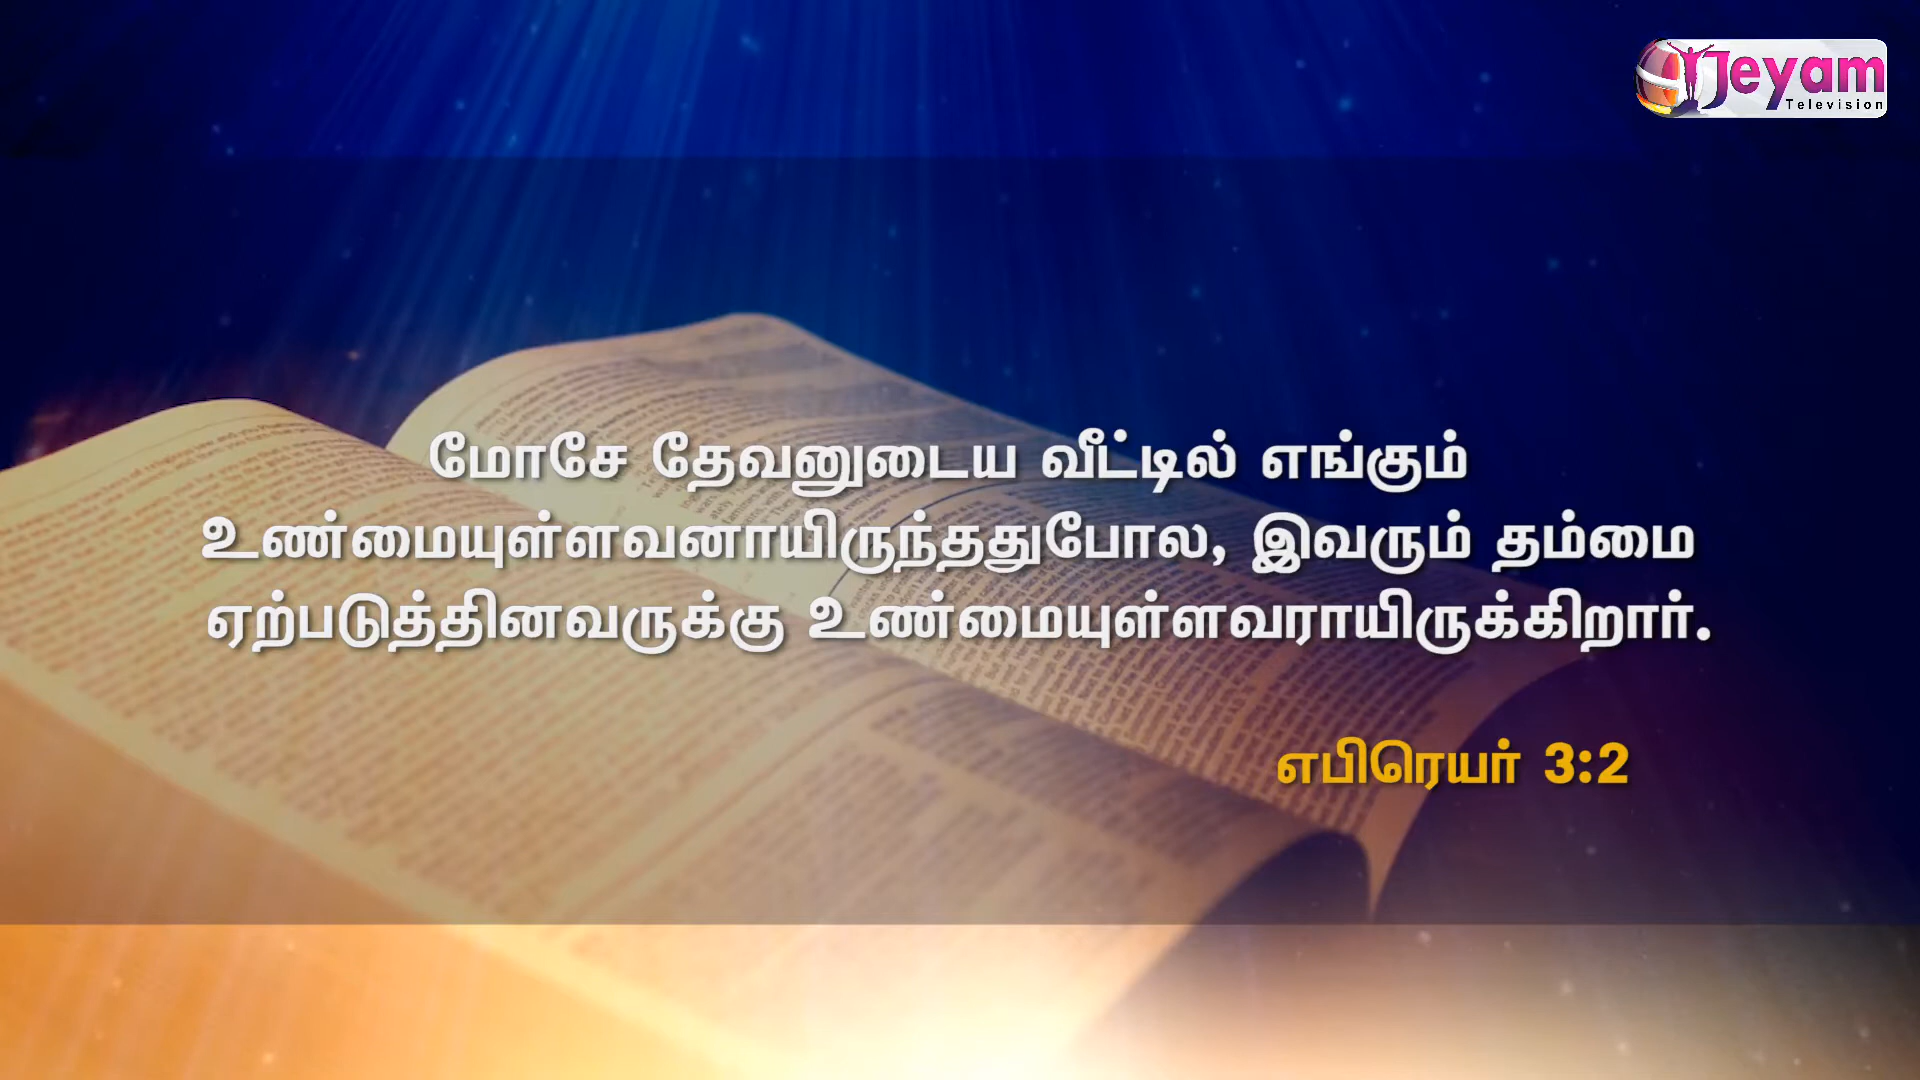 Jeyam
Television
மோசே தேவனுடைய வீட்டில் எங்கும்
உண்மையுள்ளவனாயிருந்ததுபோல, இவரும் தம்மை
ஏற்படுத்தினவருக்கு உண்மையுள்ளவராயிருக்கிறார்.
எபிரெயர் 3:2